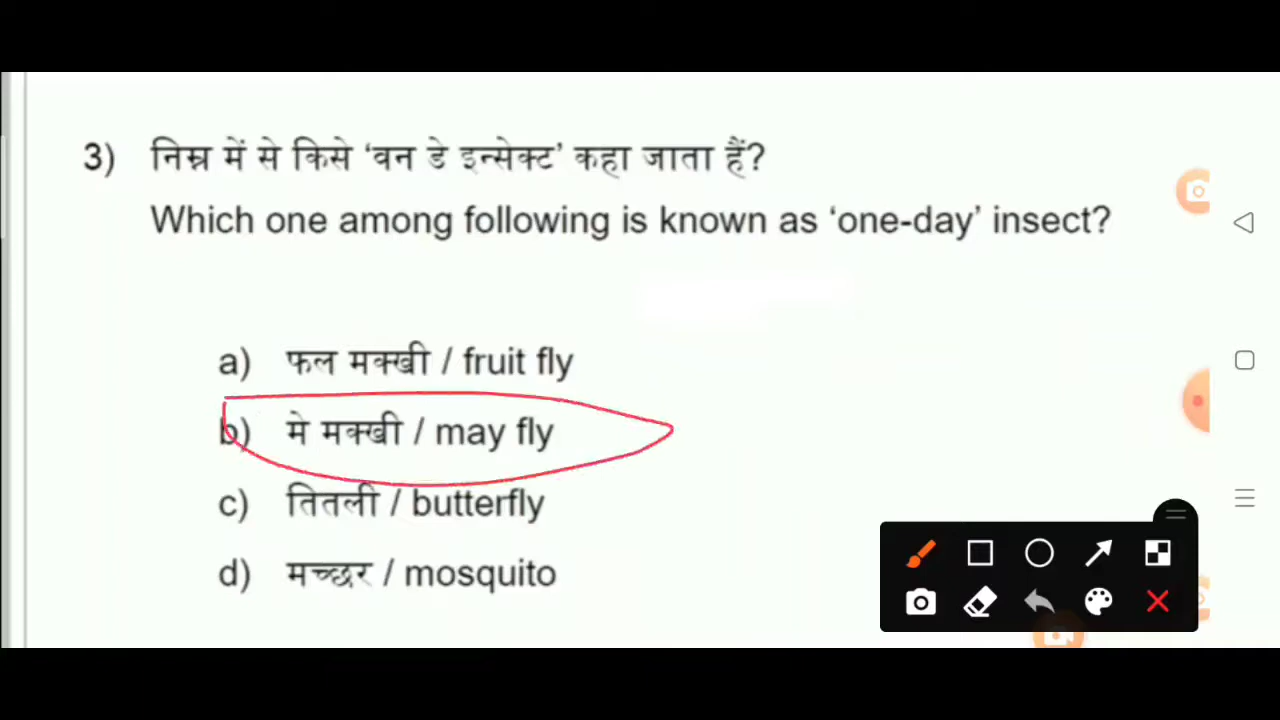 3) निम्न में से किसे 'वन डे इन्सेक्ट' कहा जाता हैं?
Which one among following is known as 'one-day' insect?
a) फल मक्खी / fruit fly
b) मे मक्खी / may fly
c) तितली / butterfly
d) मच्छर / mosquito